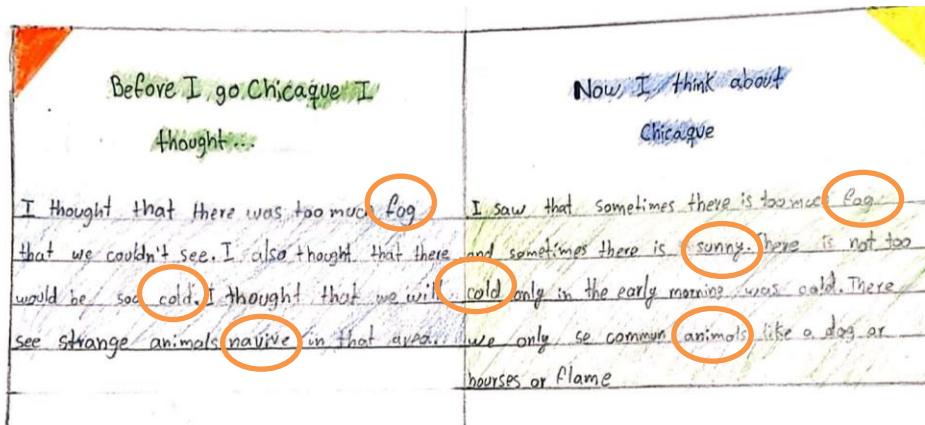 Before I go Chicaque I
thought...
I thought that there was too much fog
that we couldn't see. I also thought that there
would be soo cold. I thought that we will
see strange animals navive in that area.
Now, I think about
Chicaque
I saw that sometimes there is too much fog.
and sometimes there is sunny. There is not too
cold only in the early morning was cold. There
we only se commun animals like a dog or
hourses or flame